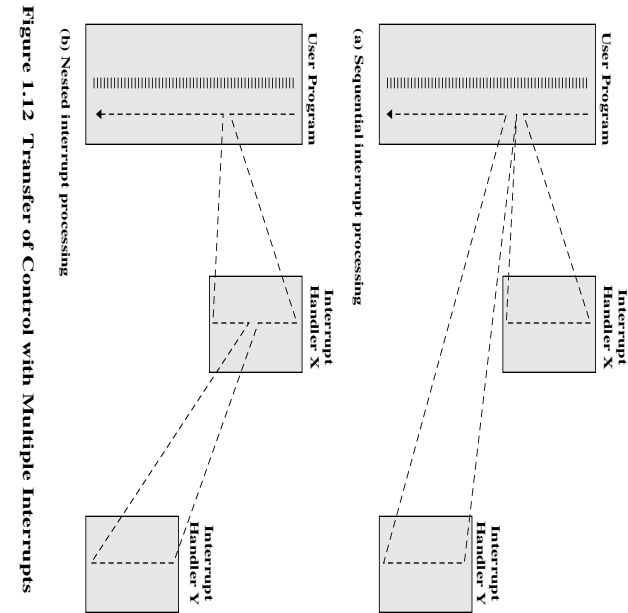 User Program
Interrupt
Handler X
Interrupt
Handler Y
(a) Sequential interrupt processing
User Program
Interrupt
Handler X
Interrupt
Handler Y
(b) Nested interrupt processing
Figure 1.12 Transfer of Control with Multiple Interrupts